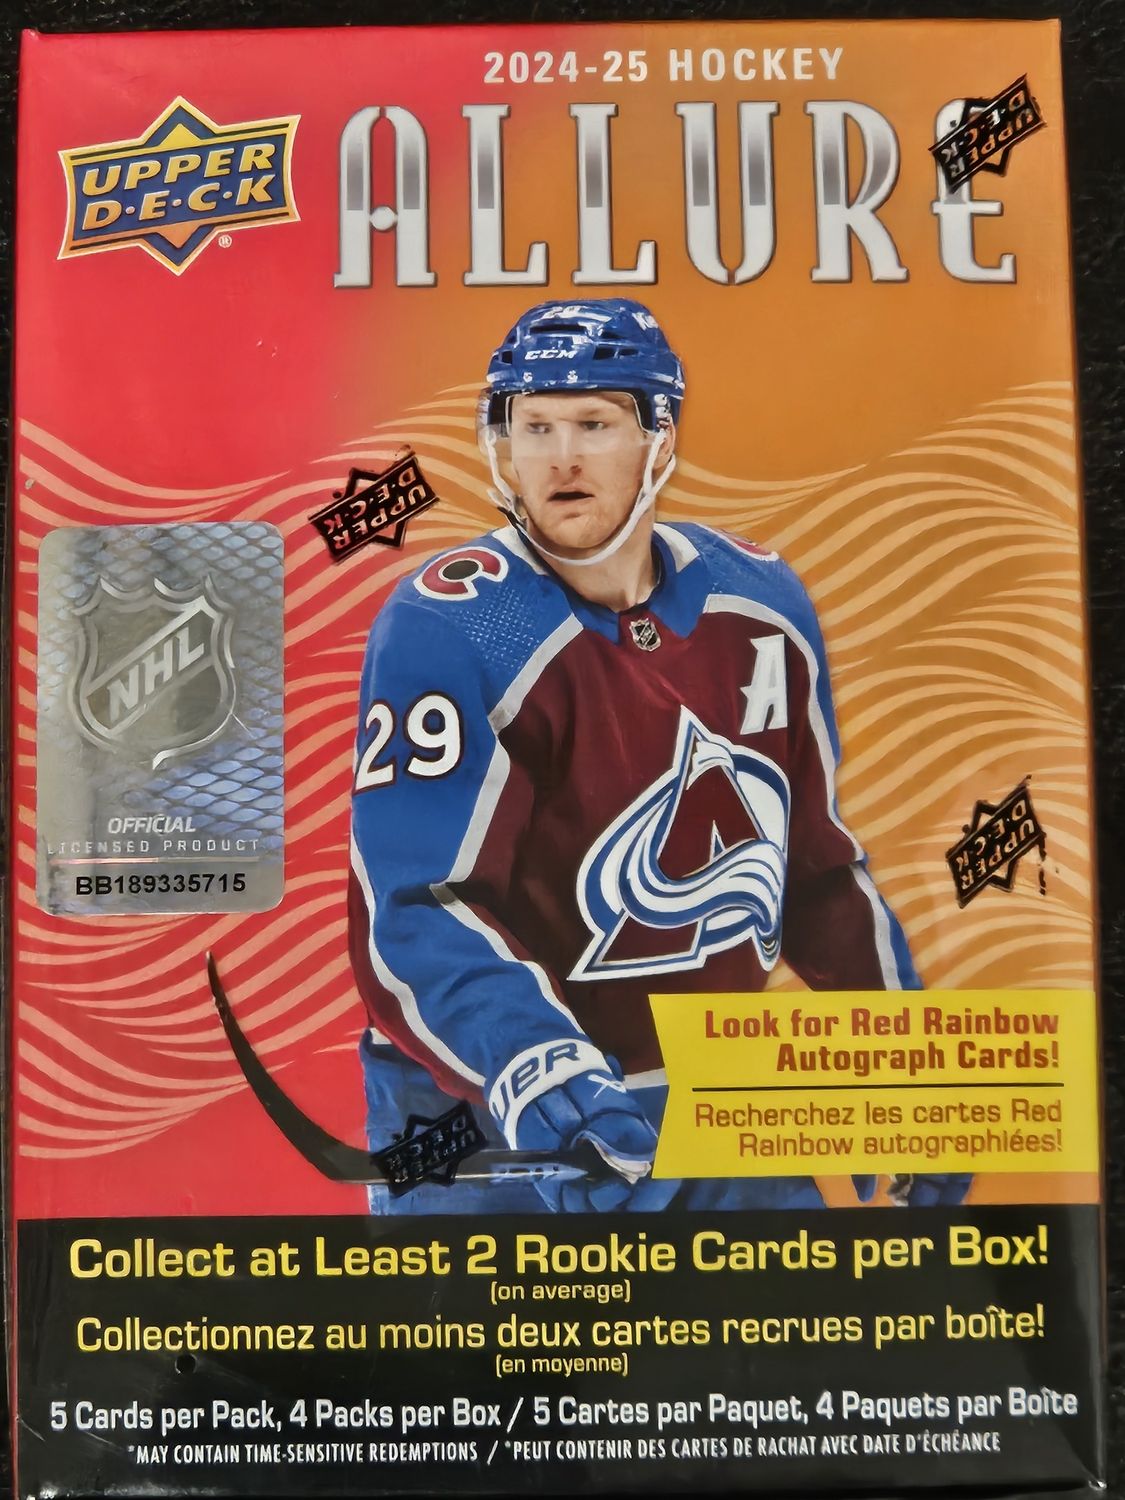 2024-25 HOCKEY
ALLURE
UPPER
D·E·C·K
®
UPPER
D·E·C·K
20
CCM
UPPER
D·E·C·K
NHL
A
29
OFFICIAL
LICENSED PRODUCT
BB189335715
UPPER
D·E·C·K
Look for Red Rainbow
Autograph Cards!
Recherchez les cartes Red
Rainbow autographiées!
UPPER
D·E·C·K
Collect at Least 2 Rookie Cards per Box!
(on average)
Collectionnez au moins deux cartes recrues par boîte!
(en moyenne)
5 Cards per Pack, 4 Packs per Box / 5 Cartes par Paquet, 4 Paquets par Boîte
*MAY CONTAIN TIME-SENSITIVE REDEMPTIONS / *PEUT CONTENIR DES CARTES DE RACHAT AVEC DATE D'ÉCHÉANCE